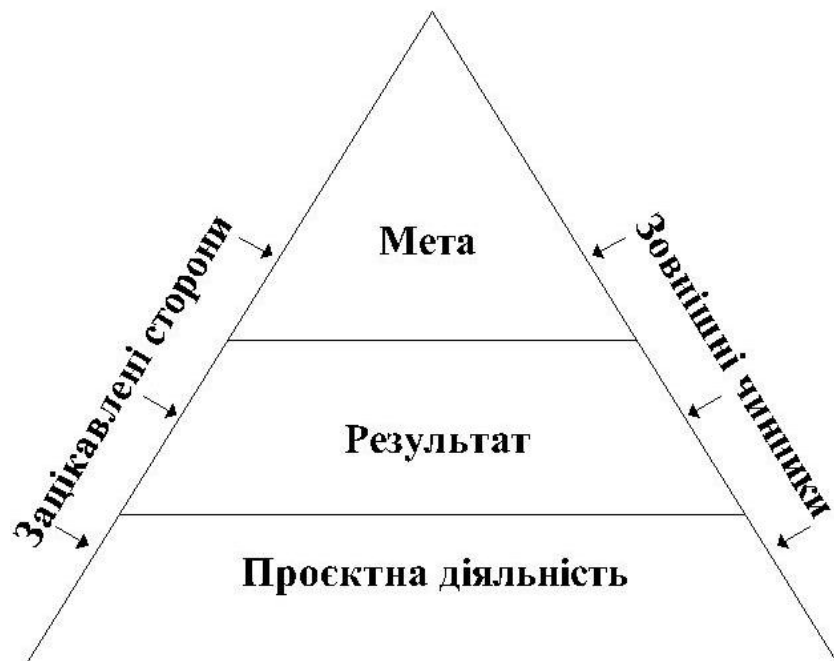 Мета
Зацікавлені сторони
Зовнішні чинники
Результат
Проєктна діяльність